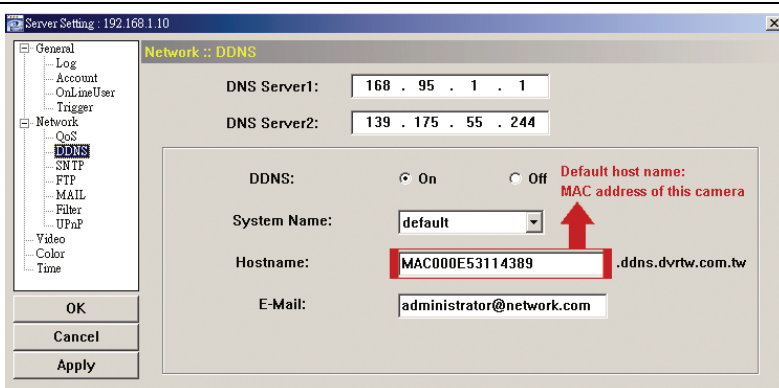 Server Setting : 192.168.1.10
General
Log
Account
OnLineUser
Trigger
Network
QoS
DDNS
SNTP
FTP
MAIL
Filter
UPnP
Video
Color
Time
OK
Cancel
Apply
Network :: DDNS
DNS Server1: 168 . 95 . 1 . 1
DNS Server2: 139 . 175 . 55 . 244
DDNS: On Off
Default host name:
MAC address of this camera
System Name: default
Hostname: MAC000E53114389 .ddns.dvrtw.com.tw
E-Mail: administrator@network.com